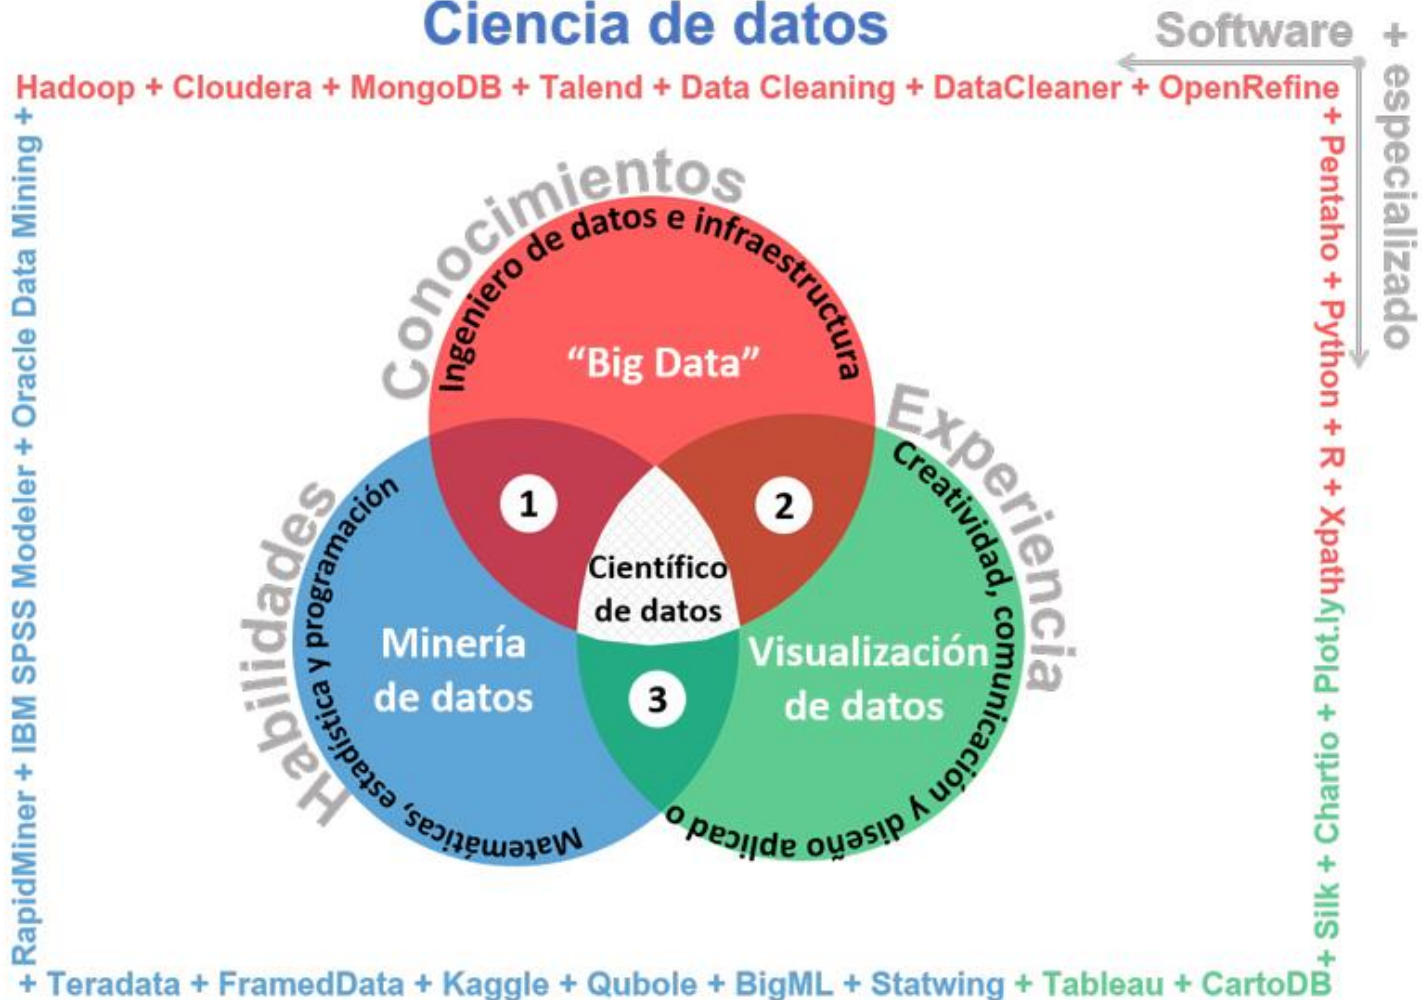 Ciencia de datos
Software + especializado
Hadoop + Cloudera + MongoDB + Talend + Data Cleaning + DataCleaner + OpenRefine
+ Pentaho + Python + R + Xpath
+ Silk + Chartio + Plot.ly
+ Tableau + CartoDB
+ Teradata + FramedData + Kaggle + Qubole + BigML + Statwing
+ RapidMiner + IBM SPSS Modeler + Oracle Data Mining +
Conocimientos
Ingeniero de datos e infraestructura
“Big Data”
Experiencia
Creatividad, comunicación y diseño aplicado
Habilidades
Matemáticas, estadística y programación
1
2
Científico
de datos
Minería
de datos
Visualización
de datos
3